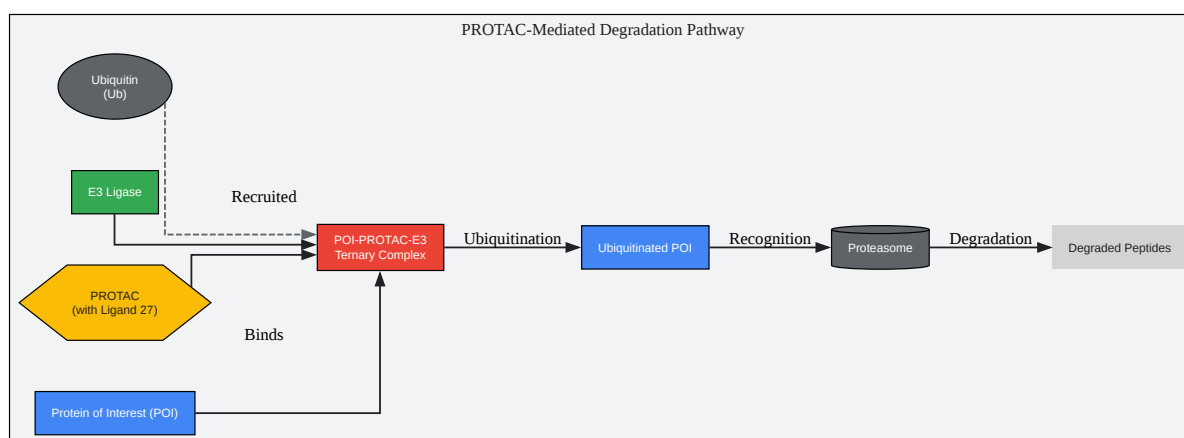 PROTAC-Mediated Degradation Pathway
Ubiquitin
(Ub)
E3 Ligase
Recruited
PROTAC
(with Ligand 27)
Binds
Protein of Interest (POI)
POI-PROTAC-E3
Ternary Complex
Ubiquitination
Ubiquitinated POI
Recognition
Proteasome
Degradation
Degraded Peptides